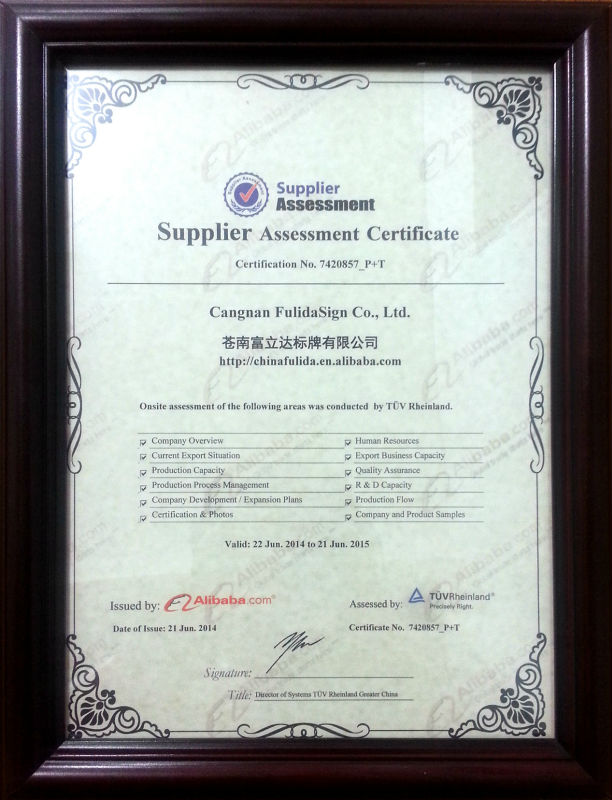 Supplier Assessment
Supplier
Assessment
Supplier Assessment Certificate
Certification No. 7420857_P+T
Cangnan FulidaSign Co., Ltd.
苍南富立达标牌有限公司
http://chinafulida.en.alibaba.com
Onsite assessment of the following areas was conducted by TÜV Rheinland.
Company Overview
Human Resources
Current Export Situation
Export Business Capacity
Production Capacity
Quality Assurance
Production Process Management
R & D Capacity
Company Development / Expansion Plans
Production Flow
Certification & Photos
Company and Product Samples
Valid: 22 Jun. 2014 to 21 Jun. 2015
Issued by: Alibaba.com®
Assessed by: TÜVRheinland®
Precisely Right.
Date of Issue: 21 Jun. 2014
Certificate No. 7420857_P+T
Signature:
Title: Director of Systems TÜV Rheinland Greater China